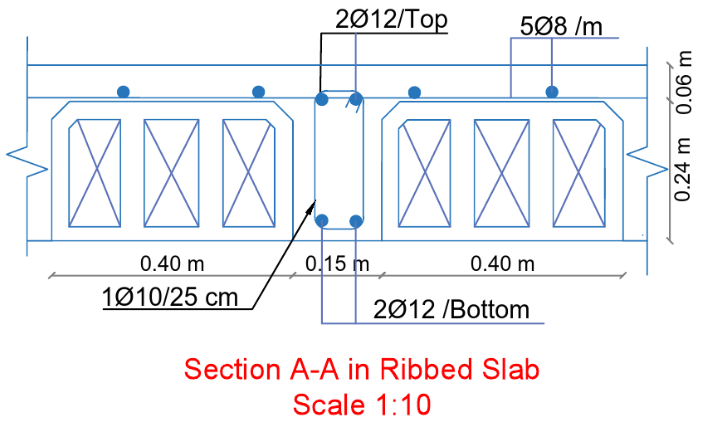 2Ø12/Top
5Ø8 /m
0.06 m
0.24 m
0.40 m
0.15 m
0.40 m
1Ø10/25 cm
2Ø12 /Bottom
Section A-A in Ribbed Slab
Scale 1:10